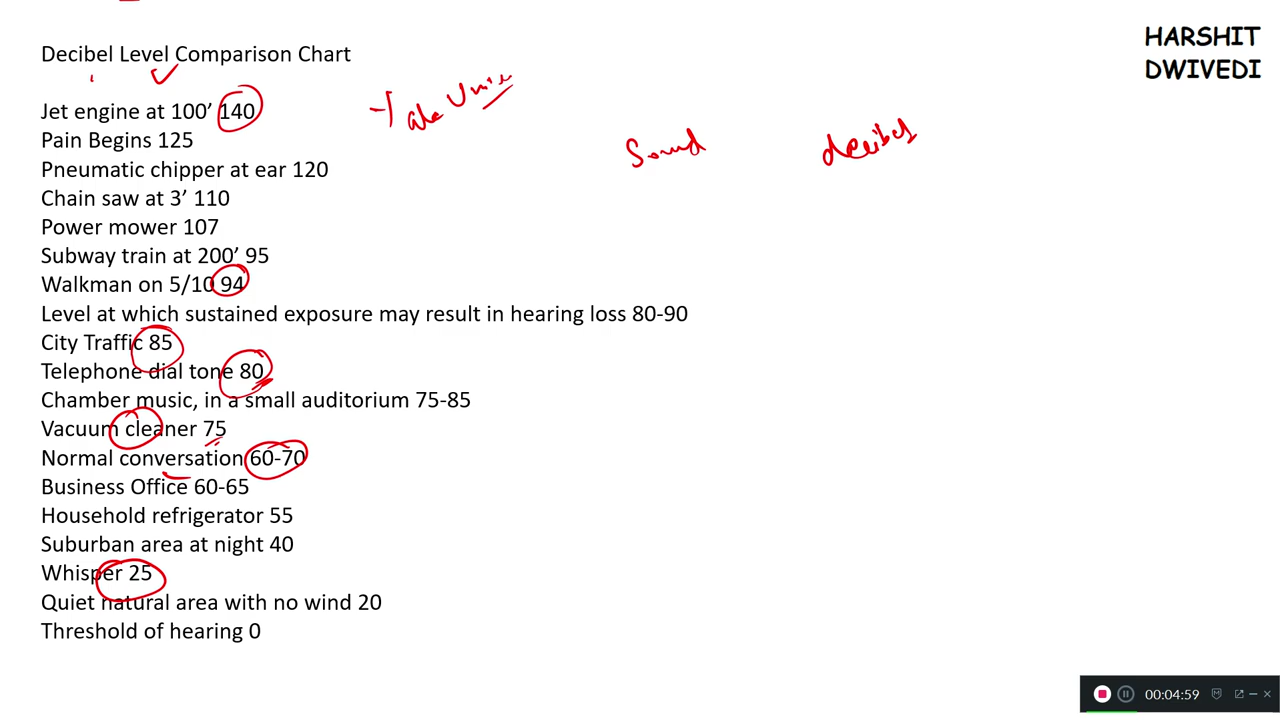 HARSHIT
DWIVEDI
Decibel Level Comparison Chart
Jet engine at 100’ 140
Pain Begins 125
Pneumatic chipper at ear 120
Chain saw at 3’ 110
Power mower 107
Subway train at 200’ 95
Walkman on 5/10 94
Level at which sustained exposure may result in hearing loss 80-90
City Traffic 85
Telephone dial tone 80
Chamber music, in a small auditorium 75-85
Vacuum cleaner 75
Normal conversation 60-70
Business Office 60-65
Household refrigerator 55
Suburban area at night 40
Whisper 25
Quiet natural area with no wind 20
Threshold of hearing 0
Sound decibel
00:04:59